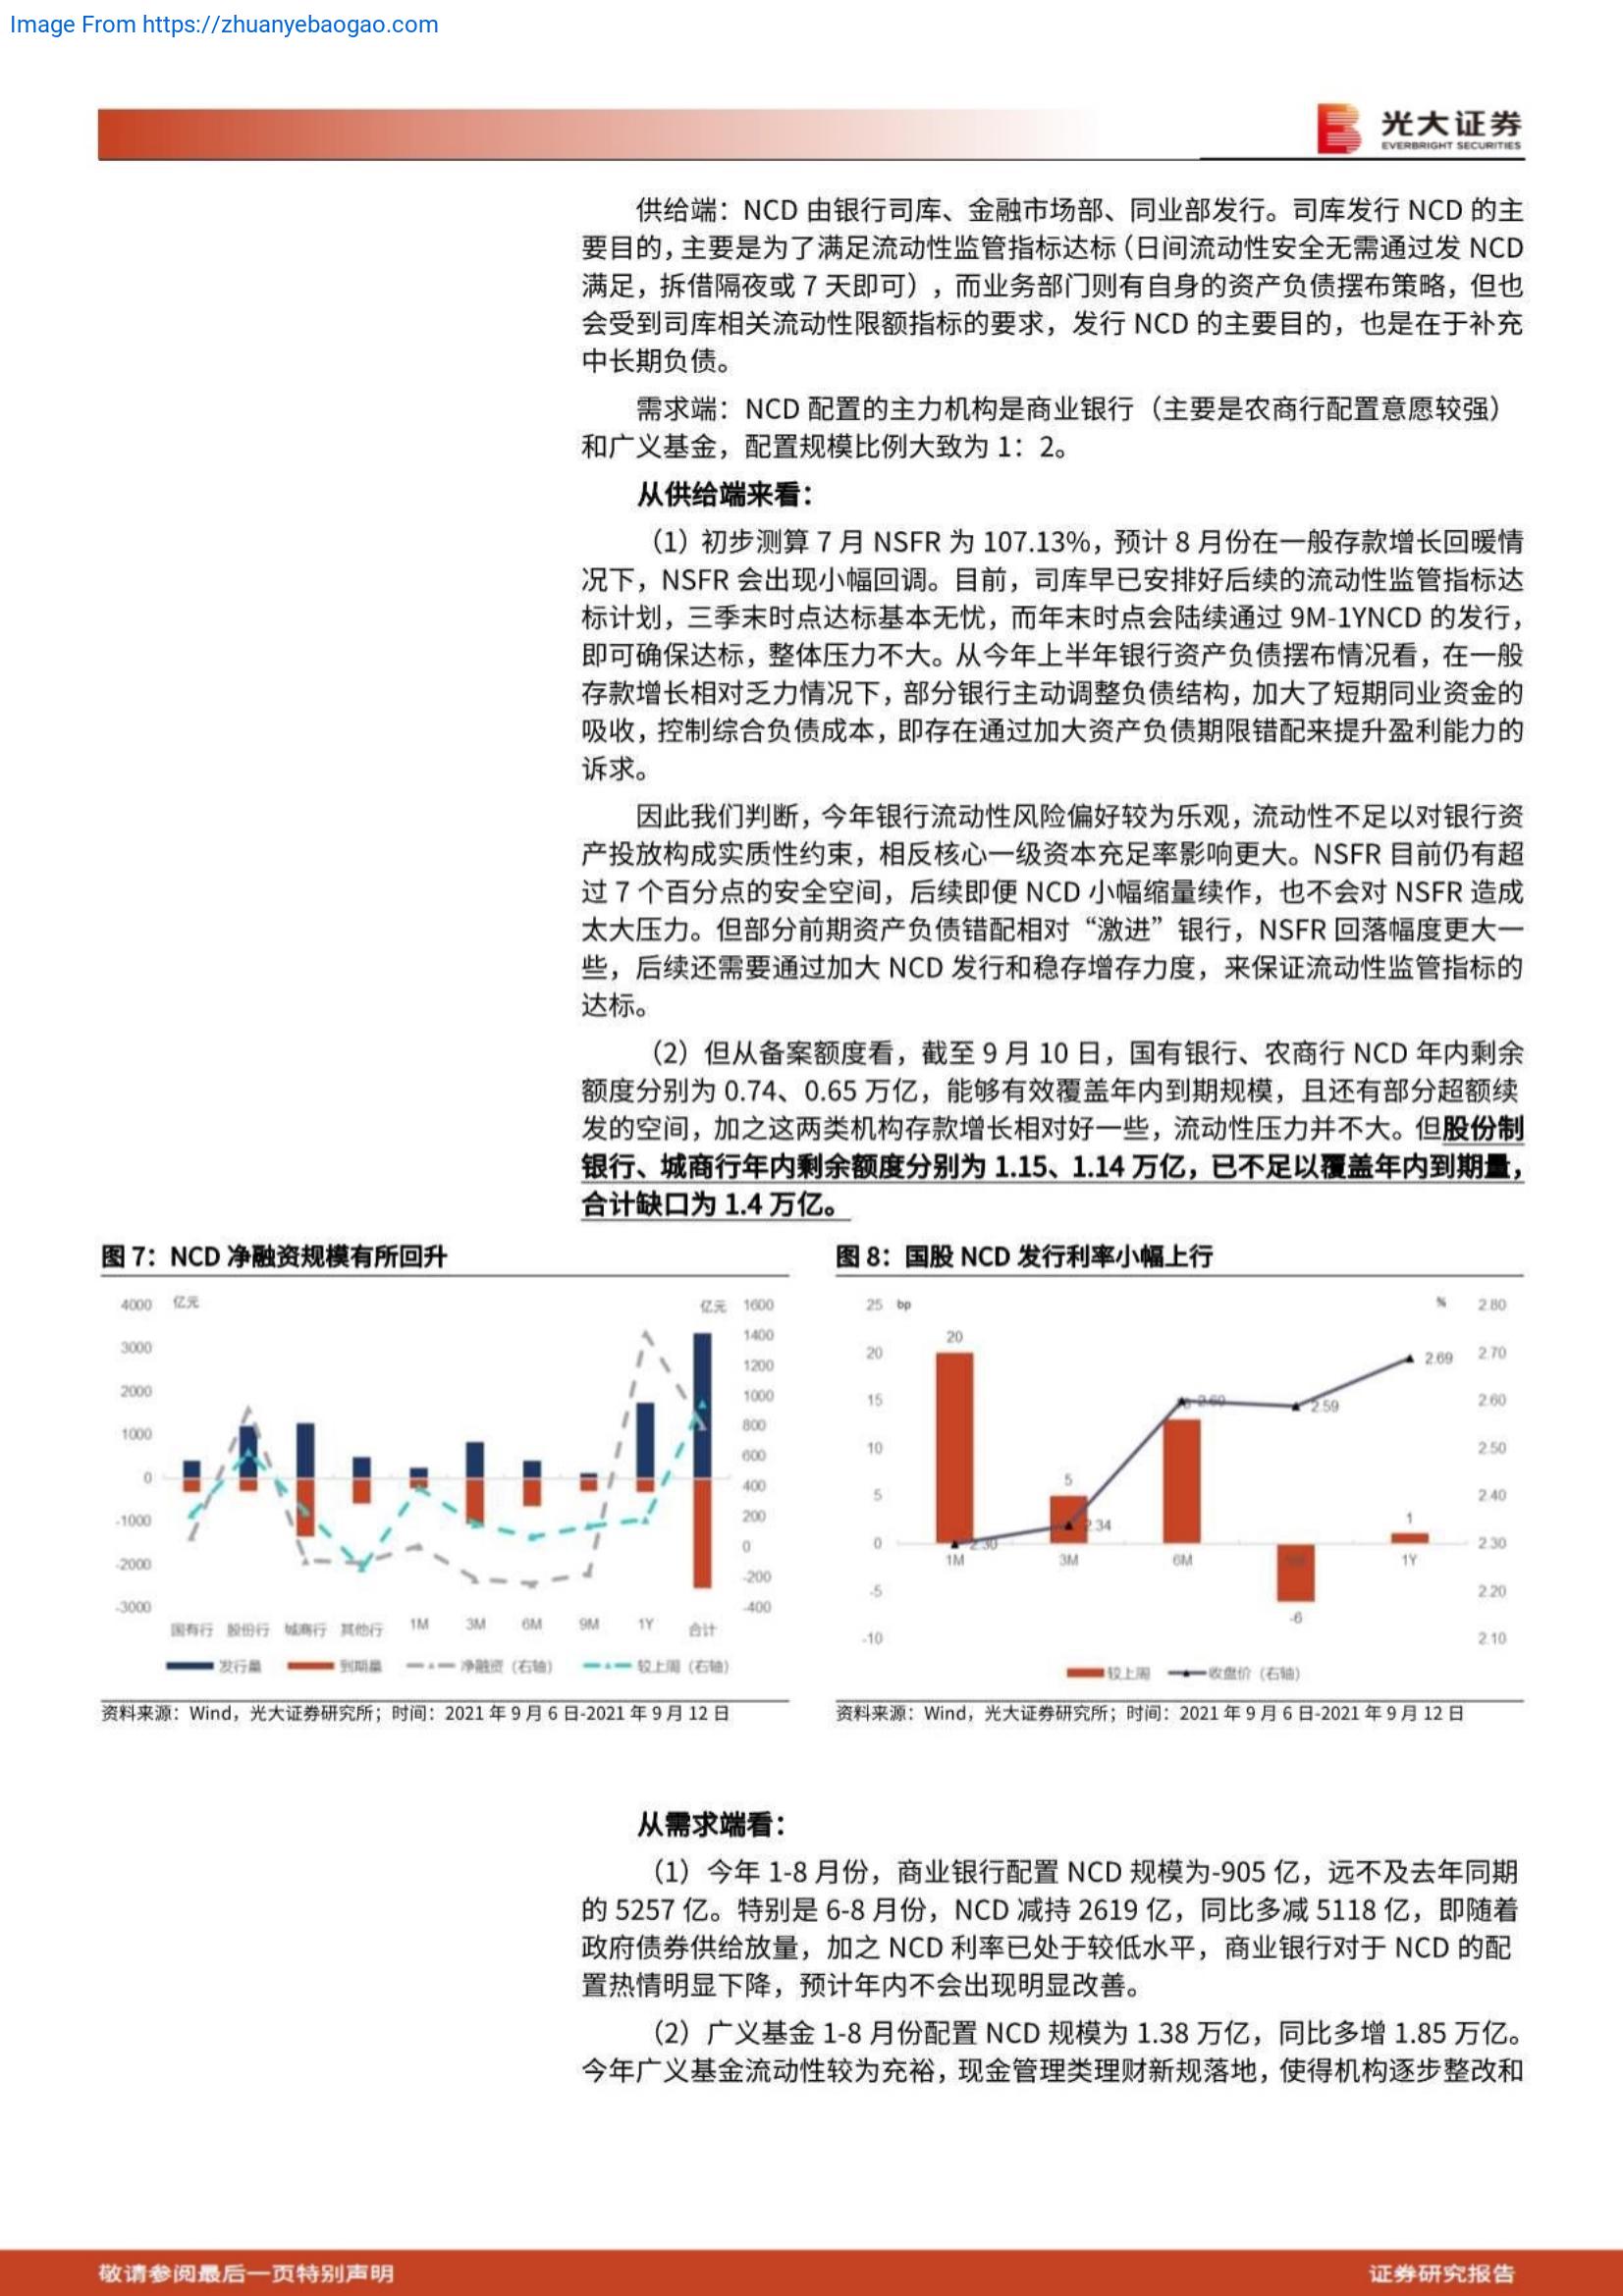 Image From https://zhuanyebaogao.com
光大证券
EVERBRIGHT SECURITIES
供给端：NCD 由银行司库、金融市场部、同业部发行。司库发行 NCD 的主
要目的，主要是为了满足流动性监管指标达标（日间流动性安全无需通过发 NCD
满足，拆借隔夜或 7 天即可），而业务部门则有自身的资产负债摆布策略，但也
会受到司库相关流动性限额指标的要求，发行 NCD 的主要目的，也是在于补充
中长期负债。
需求端：NCD 配置的主力机构是商业银行（主要是农商行配置意愿较强）
和广义基金，配置规模比例大致为 1：2。
从供给端来看：
（1）初步测算 7 月 NSFR 为 107.13%，预计 8 月份在一般存款增长回暖情
况下，NSFR 会出现小幅回调。目前，司库早已安排好后续的流动性监管指标达
标计划，三季末时点达标基本无忧，而年末时点会陆续通过 9M-1YNCD 的发行，
即可确保达标，整体压力不大。从今年上半年银行资产负债摆布情况看，在一般
存款增长相对乏力情况下，部分银行主动调整负债结构，加大了短期同业资金的
吸收，控制综合负债成本，即存在通过加大资产负债期限错配来提升盈利能力的
诉求。
因此我们判断，今年银行流动性风险偏好较为乐观，流动性不足以对银行资
产投放构成实质性约束，相反核心一级资本充足率影响更大。NSFR 目前仍有超
过 7 个百分点的安全空间，后续即便 NCD 小幅缩量续作，也不会对 NSFR 造成
太大压力。但部分前期资产负债错配相对“激进”银行，NSFR 回落幅度更大一
些，后续还需要通过加大 NCD 发行和稳存增存力度，来保证流动性监管指标的
达标。
（2）但从备案额度看，截至 9 月 10 日，国有银行、农商行 NCD 年内剩余
额度分别为 0.74、0.65 万亿，能够有效覆盖年内到期规模，且还有部分超额续
发的空间，加之这两类机构存款增长相对好一些，流动性压力并不大。但股份制
银行、城商行年内剩余额度分别为 1.15、1.14 万亿，已不足以覆盖年内到期量，
合计缺口为 1.4 万亿。
图 7：NCD 净融资规模有所回升
4000 亿元 亿元 1600
3000 1400
2000 1200
1000 1000
0 800
-1000 600
-2000 400
-3000 200
0
-200
-400
国有行 股份行 城商行 其他行 1M 3M 6M 9M 1Y 合计
发行量 到期量 净融资（右轴） 较上周（右轴）
资料来源：Wind，光大证券研究所；时间：2021 年 9 月 6 日-2021 年 9 月 12 日
图 8：国股 NCD 发行利率小幅上行
25 bp % 2.80
20 2.70
15 2.60
10 2.50
5 2.40
0 2.30
-5 2.20
-10 2.10
20
5
-6
1
2.30
2.34
2.60
2.59
2.69
1M 3M 6M 1Y
较上周 收盘价（右轴）
资料来源：Wind，光大证券研究所；时间：2021 年 9 月 6 日-2021 年 9 月 12 日
从需求端看：
（1）今年 1-8 月份，商业银行配置 NCD 规模为-905 亿，远不及去年同期
的 5257 亿。特别是 6-8 月份，NCD 减持 2619 亿，同比多减 5118 亿，即随着
政府债券供给放量，加之 NCD 利率已处于较低水平，商业银行对于 NCD 的配
置热情明显下降，预计年内不会出现明显改善。
（2）广义基金 1-8 月份配置 NCD 规模为 1.38 万亿，同比多增 1.85 万亿。
今年广义基金流动性较为充裕，现金管理类理财新规落地，使得机构逐步整改和
敬请参阅最后一页特别声明
证券研究报告